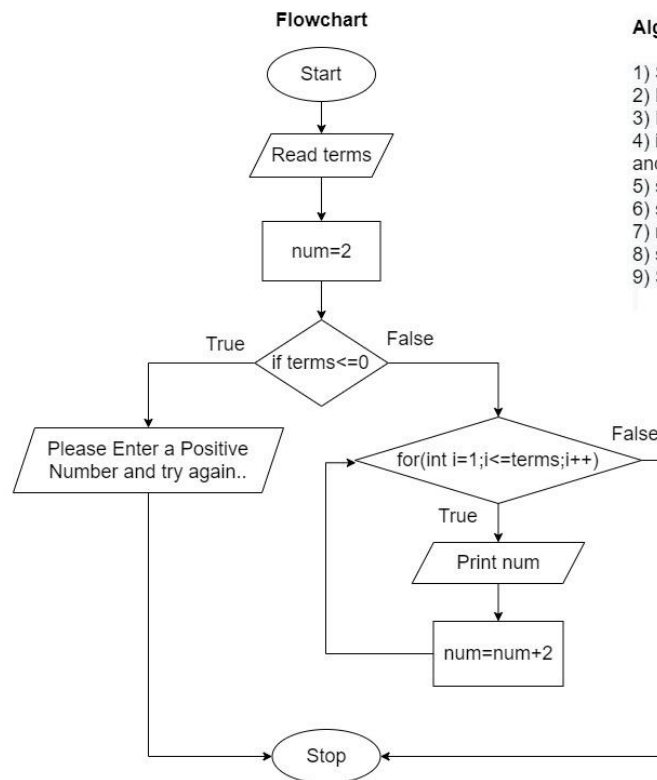 Flowchart
Start
Read terms
num=2
if terms<=0
True
False
Please Enter a Positive
Number and try again..
for(int i=1;i<=terms;i++)
False
True
Print num
num=num+2
Stop
1)
2)
3)
4)
5)
6)
7)
8)
9)